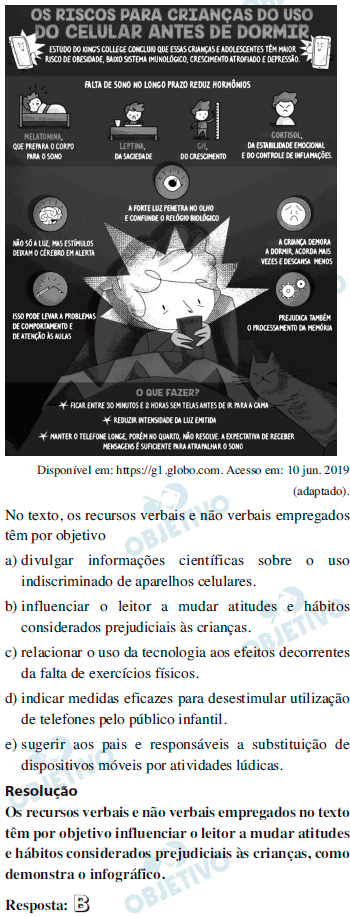 OS RISCOS PARA CRIANÇAS DO USO
DO CELULAR ANTES DE DORMIR
ESTUDO DO KING'S COLLEGE CONCLUIU QUE ESSAS CRIANÇAS E ADOLESCENTES TÊM MAIOR
RISCO DE OBESIDADE, BAIXO SISTEMA IMUNOLÓGICO, CRESCIMENTO ATROFIADO E DEPRESSÃO.
FALTA DE SONO NO LONGO PRAZO REDUZ HORMÔNIOS
MELATONINA,
QUE PREPARA O CORPO
PARA O SONO
LEPTINA,
DA SACIEDADE
GH,
DO CRESCIMENTO
CORTISOL,
DA ESTABILIDADE EMOCIONAL
E DO CONTROLE DE INFLAMAÇÕES.
A FORTE LUZ PENETRA NO OLHO
E CONFUNDE O RELÓGIO BIOLÓGICO
NÃO SÓ A LUZ, MAS ESTÍMULOS
DEIXAM O CÉREBRO EM ALERTA
A CRIANÇA DEMORA
A DORMIR, ACORDA MAIS
VEZES E DESCANSA MENOS
ISSO PODE LEVAR A PROBLEMAS
DE COMPORTAMENTO E
DE ATENÇÃO ÀS AULAS
PREJUDICA TAMBÉM
O PROCESSAMENTO DA MEMÓRIA
O QUE FAZER?
FICAR ENTRE 30 MINUTOS E 2 HORAS SEM TELAS ANTES DE IR PARA A CAMA
REDUZIR INTENSIDADE DA LUZ EMITIDA
MANTER O TELEFONE LONGE, PORÉM NO QUARTO, NÃO RESOLVE. A EXPECTATIVA DE RECEBER
MENSAGENS É SUFICIENTE PARA ATRAPALHAR O SONO
Disponível em: https://g1.globo.com. Acesso em: 10 jun. 2019
(adaptado).
No texto, os recursos verbais e não verbais empregados
têm por objetivo
a) divulgar informações científicas sobre o uso
indiscriminado de aparelhos celulares.
b) influenciar o leitor a mudar atitudes e hábitos
considerados prejudiciais às crianças.
c) relacionar o uso da tecnologia aos efeitos decorrentes
da falta de exercícios físicos.
d) indicar medidas eficazes para desestimular utilização
de telefones pelo público infantil.
e) sugerir aos pais e responsáveis a substituição de
dispositivos móveis por atividades lúdicas.
Resolução
Os recursos verbais e não verbais empregados no texto
têm por objetivo influenciar o leitor a mudar atitudes
e hábitos considerados prejudiciais às crianças, como
demonstra o infográfico.
Resposta: B
OBJETIVO
OBJETIVO
OBJETIVO
OBJETIVO